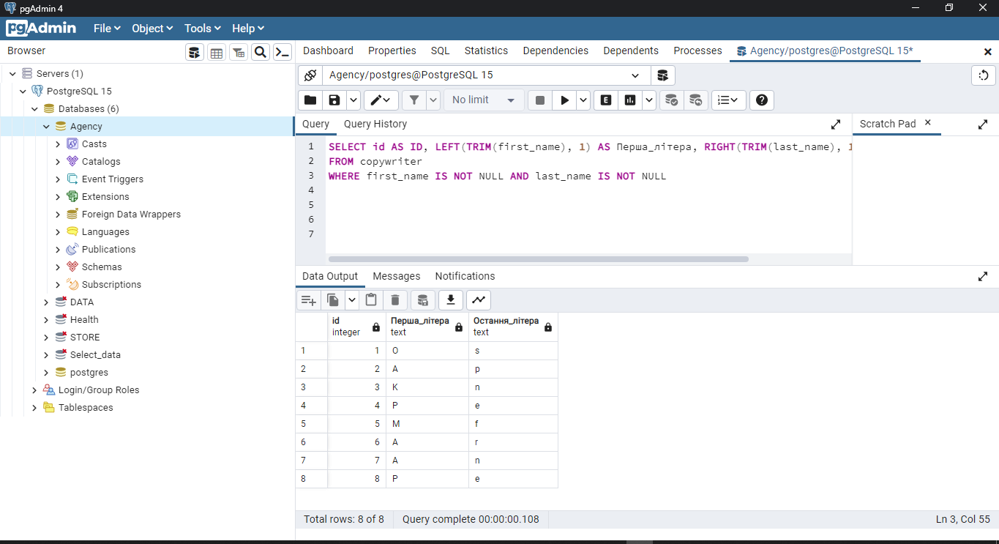 pgAdmin 4
pgAdmin File Object Tools Help
Browser
Dashboard Properties SQL Statistics Dependencies Dependents Processes Agency/postgres@PostgreSQL 15*
Servers (1)
PostgreSQL 15
Databases (6)
Agency
Casts
Catalogs
Event Triggers
Extensions
Foreign Data Wrappers
Languages
Publications
Schemas
Subscriptions
DATA
Health
STORE
Select_data
postgres
Login/Group Roles
Tablespaces
Agency/postgres@PostgreSQL 15
No limit
E
Query Query History
Scratch Pad
1 SELECT id AS ID, LEFT(TRIM(first_name), 1) AS Перша_літера, RIGHT(TRIM(last_name), 1
2 FROM copywriter
3 WHERE first_name IS NOT NULL AND last_name IS NOT NULL
4
5
6
7
Data Output Messages Notifications
id Перша_літера Остання_літера
integer text text
1 1 O s
2 2 A p
3 3 K n
4 4 P e
5 5 M f
6 6 A r
7 7 A n
8 8 P e
Total rows: 8 of 8 Query complete 00:00:00.108 Ln 3, Col 55